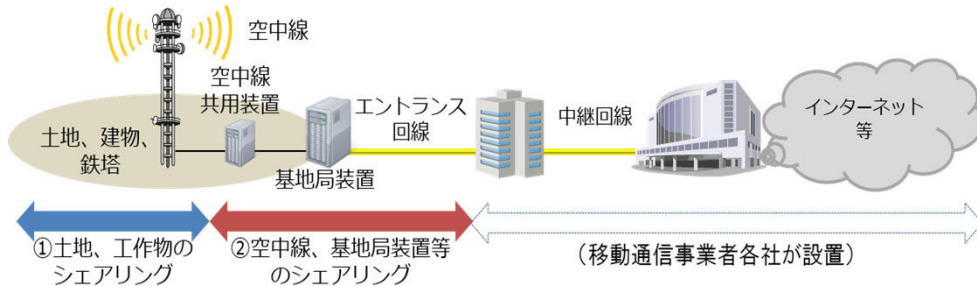 空中線
空中線
共用装置
土地、建物、
鉄塔
基地局装置
エントランス
回線
中継回線
インターネット
等
①土地、工作物の
シェアリング
②空中線、基地局装置等
のシェアリング
（移動通信事業者各社が設置）